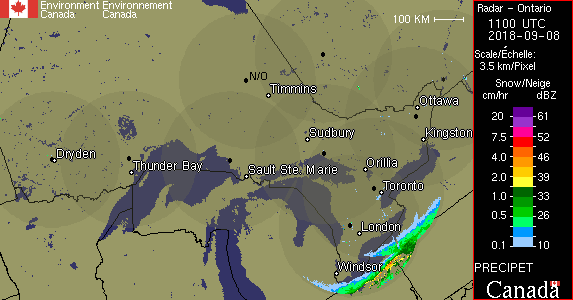 Environment Environnement
Canada Canada
100 KM
N/O
Timmins
Ottawa
Sudbury
Kingston
Dryden
Thunder Bay
Sault Ste. Marie
Orillia
Toronto
London
Windsor
Radar - Ontario
1100 UTC
2018-09-08
Scale/Échelle:
3.5 km/Pixel
Snow/Neige
cm/hr dBZ
20 61
7.5 52
4.0 46
2.0 39
1.0 33
0.5 26
0.1 10
PRECIPET
Canada